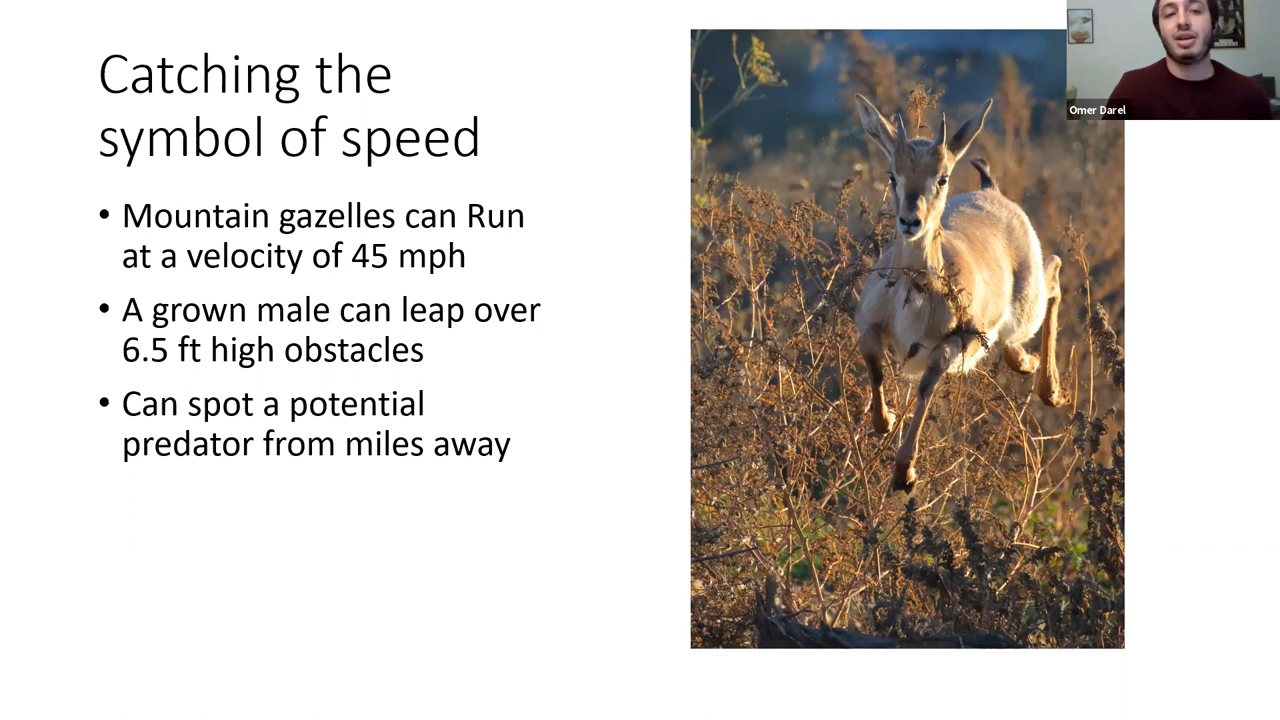 Catching the
symbol of speed
• Mountain gazelles can Run
at a velocity of 45 mph
• A grown male can leap over
6.5 ft high obstacles
• Can spot a potential
predator from miles away
Omer Darel